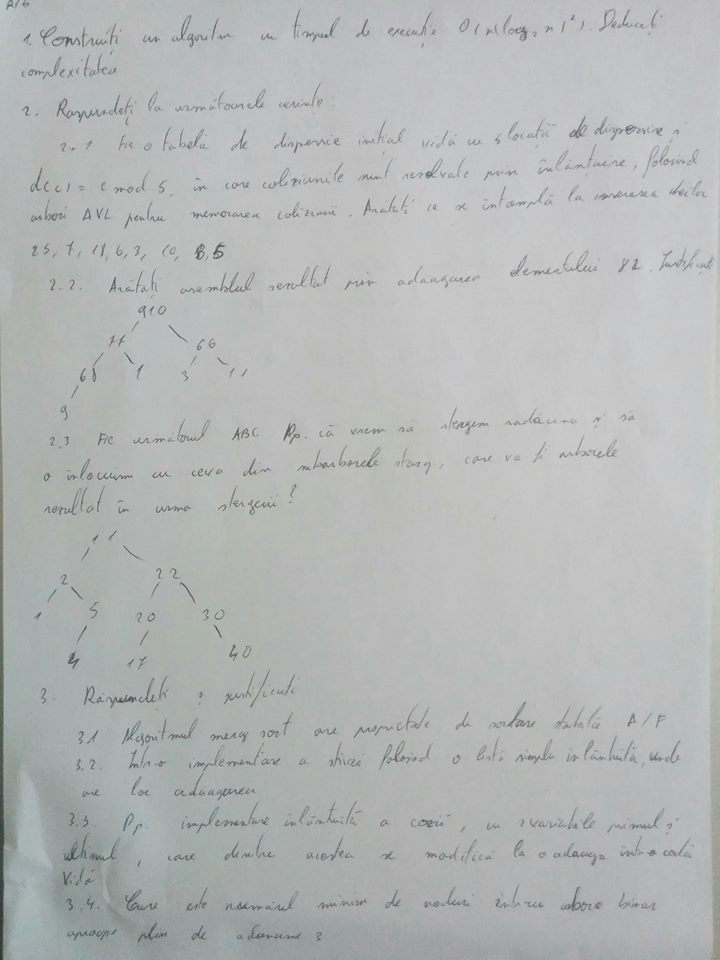 1. Construiți un algoritm cu timpul de execuție O(n(log₂ n)²). Deduceți
complexitatea
2. Raspundeți la următoarele cerințe:
2.1 Fie o tabelă de dispersie inițial vidă cu 5 locații de dispersie și
d(c) = c mod 5, în care coliziunile sunt rezolvate prin înlănțuire, folosind
arbori AVL pentru memorarea coliziunii. Arătați ce se întâmplă la inserarea cheilor
25, 7, 18, 6, 3, 10, 8, 5
2.2. Arătați ansamblul rezultat prin adăugarea elementului 82. Justificați
910
77 66
60 1 3 11
9
2.3 Fie următorul ABC. Pp. că vrem să ștergem rădăcina și să
o înlocuim cu ceva din subarborele stâng, care va fi arborele
rezultat în urma ștergerii?
11
2 22
1 5 20 30
4 17 40
3. Răspundeți și justificați
3.1 Algoritmul merge sort are proprietate de sortare stabilă A/F
3.2. Într-o implementare a stivei folosind o listă simplu înlănțuită, unde
are loc adăugarea
3.3. Pp. implementare înlănțuită a cozii, cu 2 variabile primul și
ultimul, care dintre acestea se modifică la o adăuga într-o coadă
vidă
3.4. Care este numărul minim de noduri într-un arbore binar
aproape plin de adâncime 3